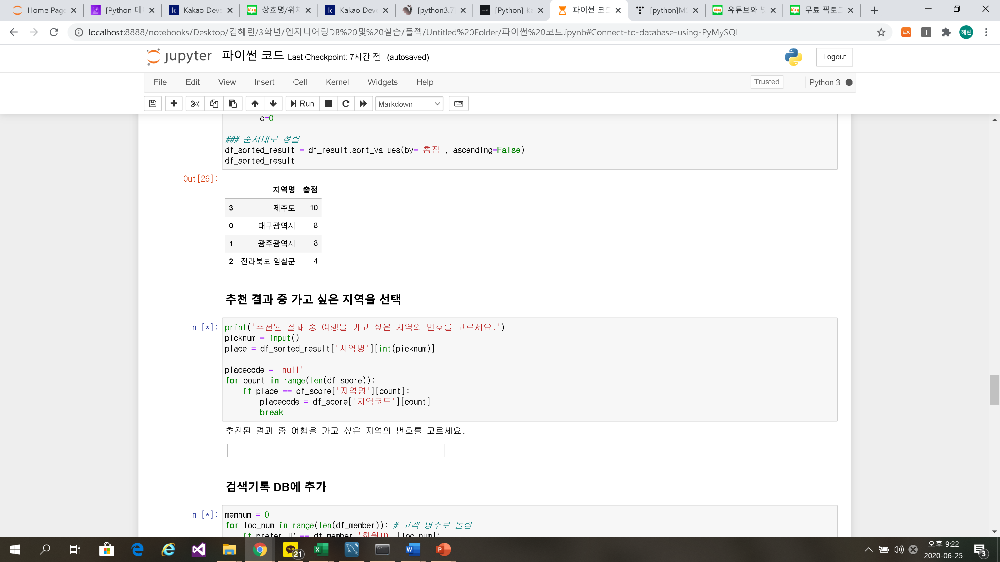 Home Page
[Python 데
Kakao Deve
상호명/위치
Kakao Deve
[python3.7
[Python] Ka
파이썬 코드
[python]MS
유튜브와 넷
무료 픽토그
localhost:8888/notebooks/Desktop/김혜린/3학년/엔지니어링DB%20및%20실습/플젝/Untitled%20Folder/파이썬%20코드.ipynb#Connect-to-database-using-PyMySQL
EX
혜린
jupyter 파이썬 코드 Last Checkpoint: 7시간 전 (autosaved)
Logout
File Edit View Insert Cell Kernel Widgets Help
Trusted
Python 3
Run
Markdown
c=0
### 순서대로 정렬
df_sorted_result = df_result.sort_values(by='총점', ascending=False)
df_sorted_result
Out[26]:
지역명 총점
3 제주도 10
0 대구광역시 8
1 광주광역시 8
2 전라북도 임실군 4
추천 결과 중 가고 싶은 지역을 선택
In [*]:
print('추천된 결과 중 여행을 가고 싶은 지역의 번호를 고르세요.')
picknum = input()
place = df_sorted_result['지역명'][int(picknum)]
placecode = 'null'
for count in range(len(df_score)):
if place == df_score['지역명'][count]:
placecode = df_score['지역코드'][count]
break
추천된 결과 중 여행을 가고 싶은 지역의 번호를 고르세요.
검색기록 DB에 추가
In [*]:
memnum = 0
for loc_num in range(len(df_member)): # 고객 명수로 돌림
if prefer_ID == df_member['회원ID'][loc_num]:
TALK
21
오후 9:22
2020-06-25
3